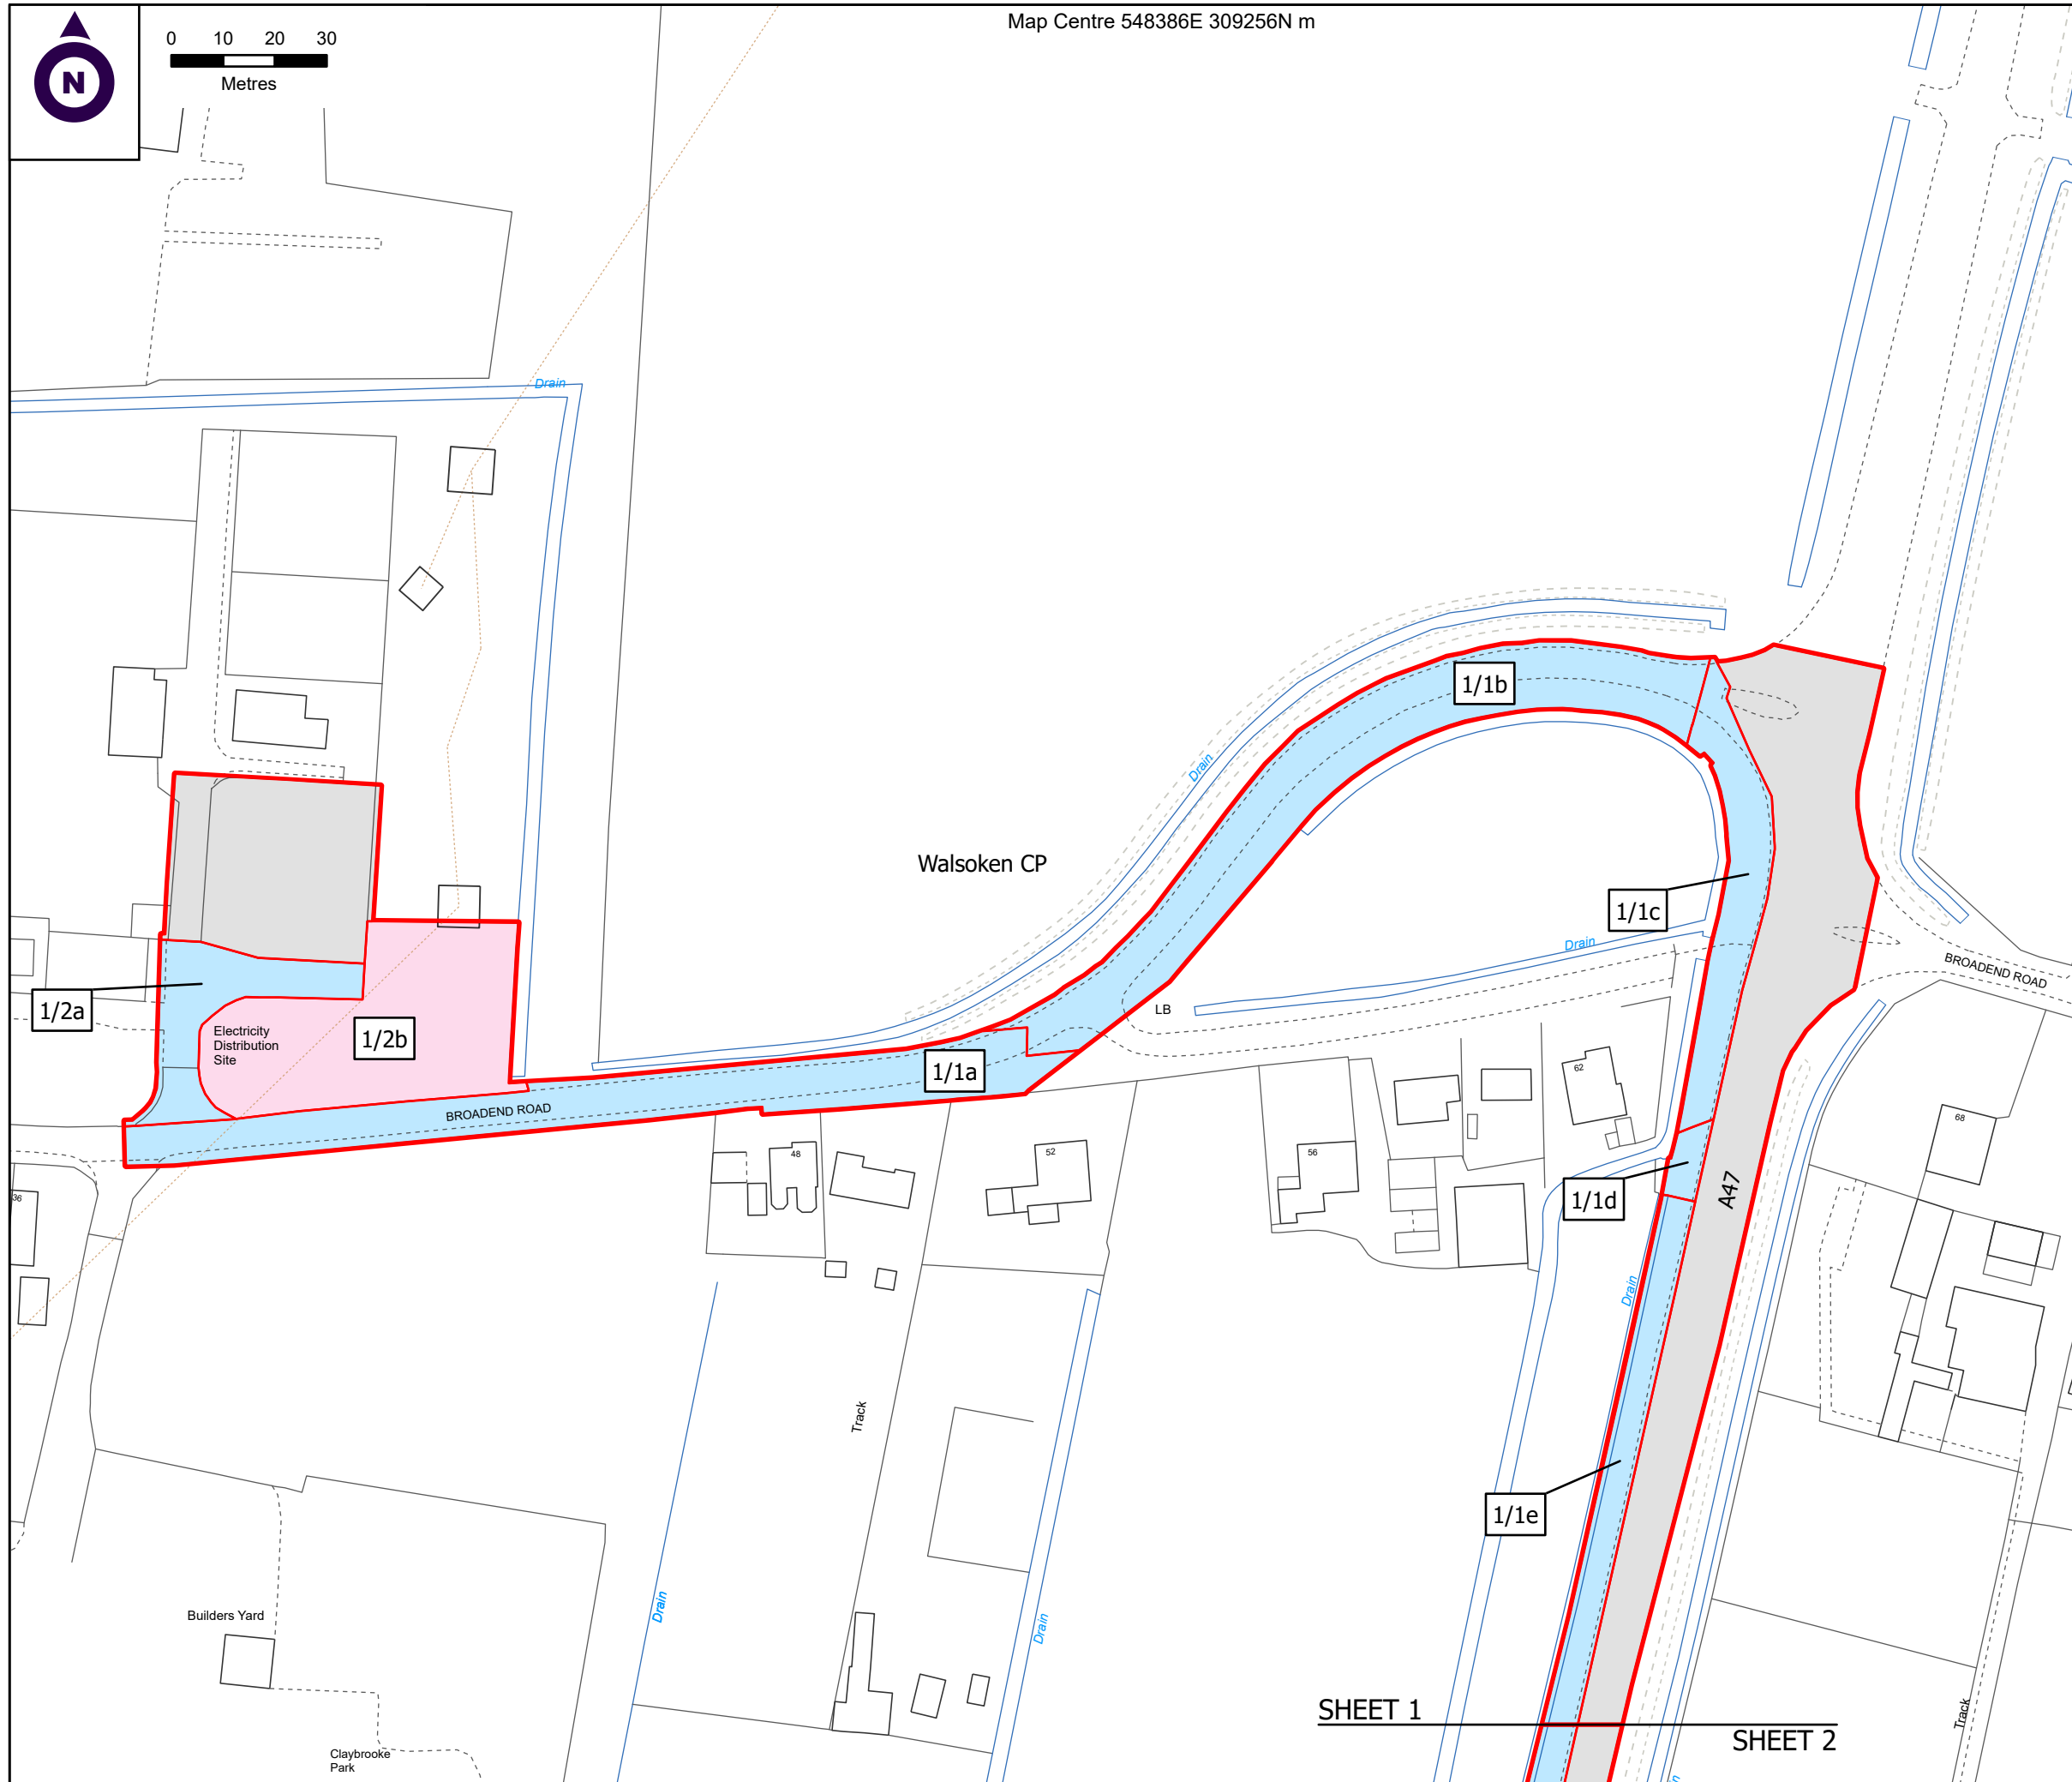 Map Centre 548386E 309256N m
N
0 10 20 30
Metres
Drain
1/1b
Drain
Walsoken CP
1/1c
Drain
BROADEND ROAD
1/2a
LB
Electricity
Distribution
Site
1/2b
1/1a
BROADEND ROAD
62
68
48
52
56
36
1/1d
A47
Drain
Track
1/1e
Drain
Drain
Builders Yard
SHEET 1
SHEET 2
Track
Claybrooke
Park